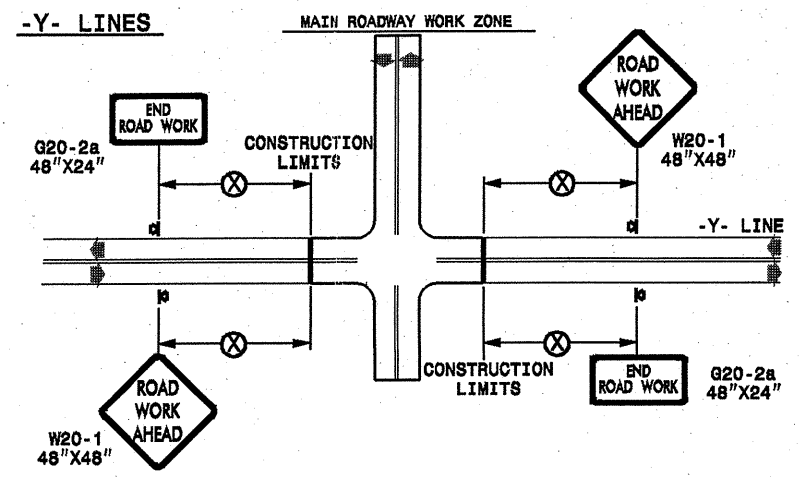 -Y- LINES
MAIN ROADWAY WORK ZONE
END
ROAD WORK
G20-2a
48"X24"
CONSTRUCTION
LIMITS
X
X
ROAD
WORK
AHEAD
W20-1
48"X48"
-Y- LINE
X
X
ROAD
WORK
AHEAD
W20-1
48"X48"
CONSTRUCTION
LIMITS
END
ROAD WORK
G20-2a
48"X24"